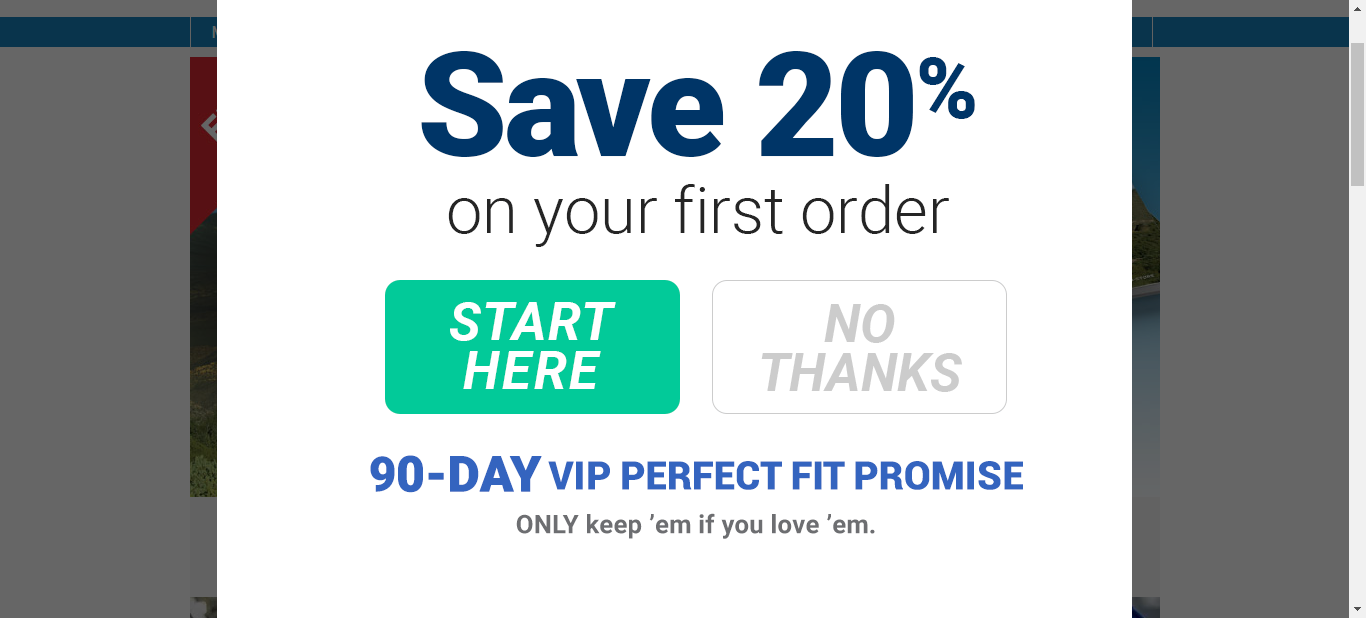 Save 20%
on your first order
START
HERE
NO
THANKS
90-DAY VIP PERFECT FIT PROMISE
ONLY keep ’em if you love ’em.